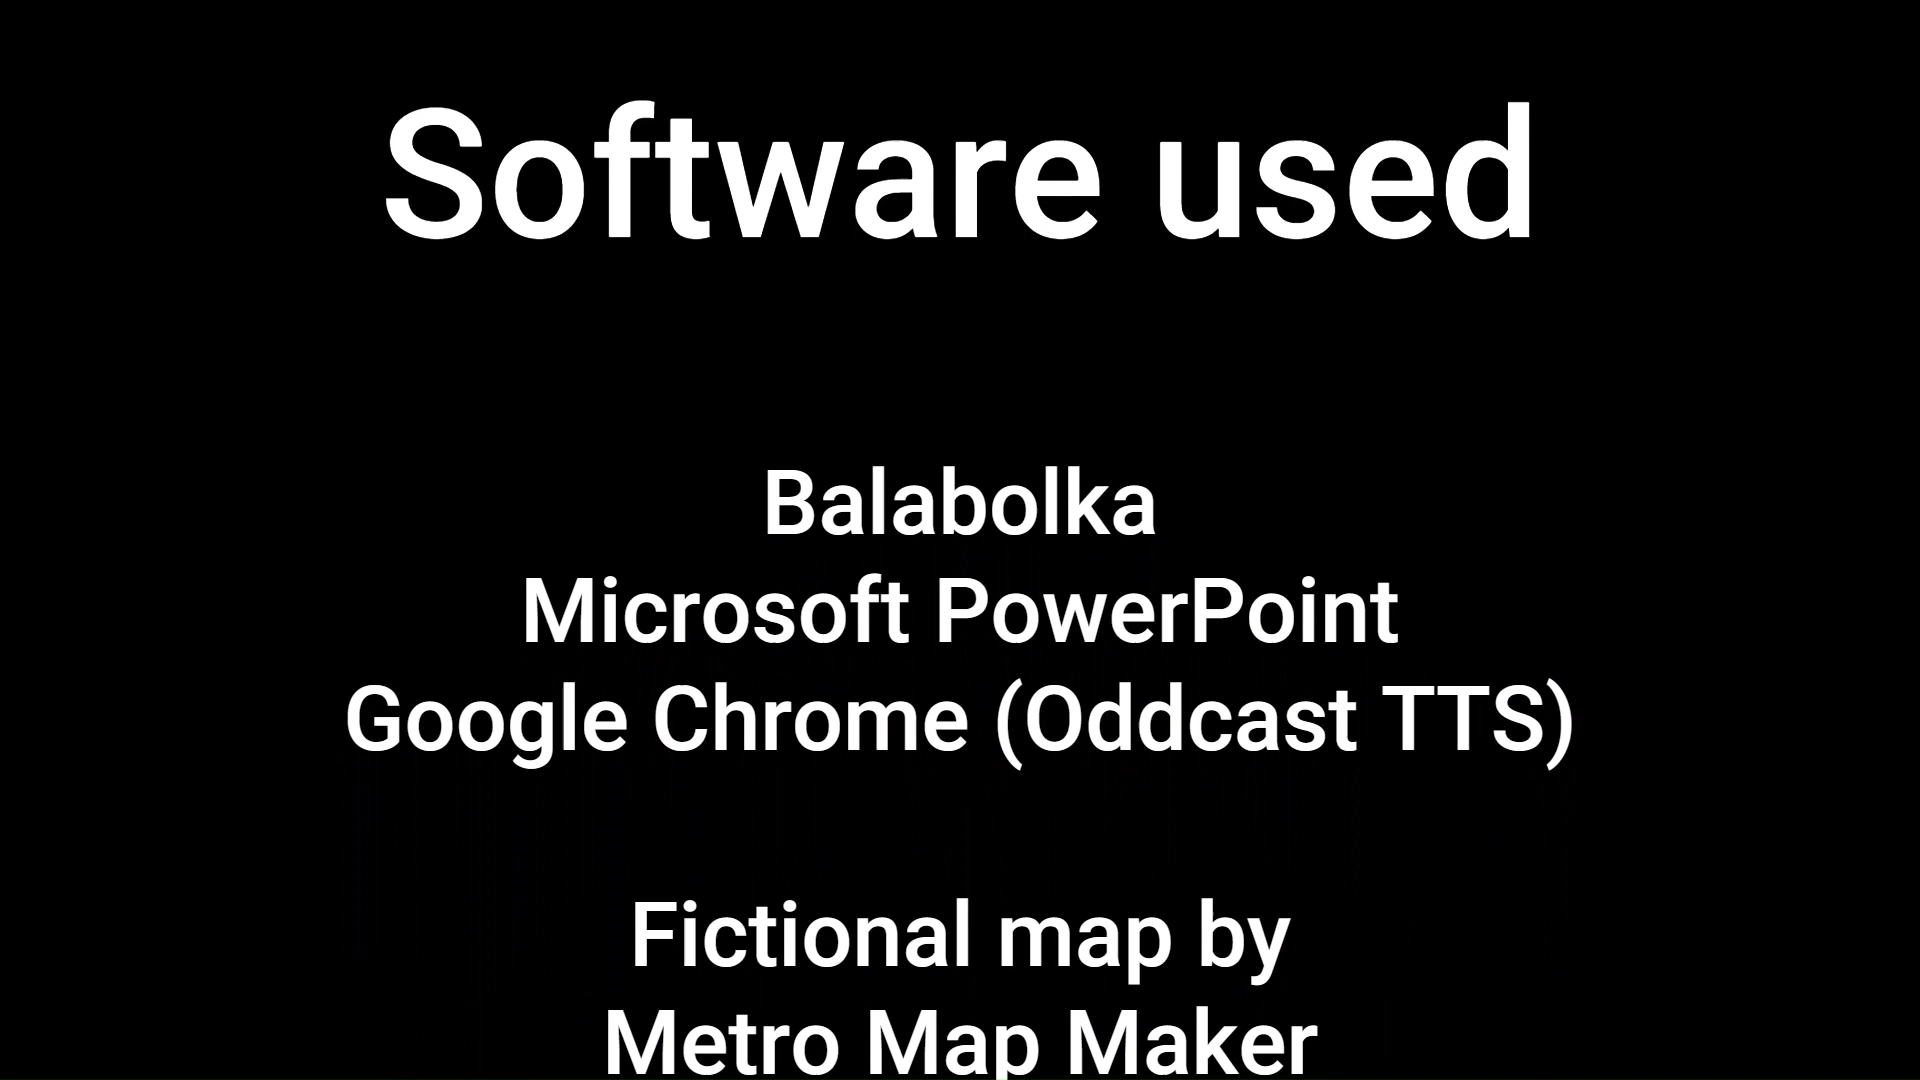 Software used
Balabolka
Microsoft PowerPoint
Google Chrome (Oddcast TTS)
Fictional map by
Metro Map Maker